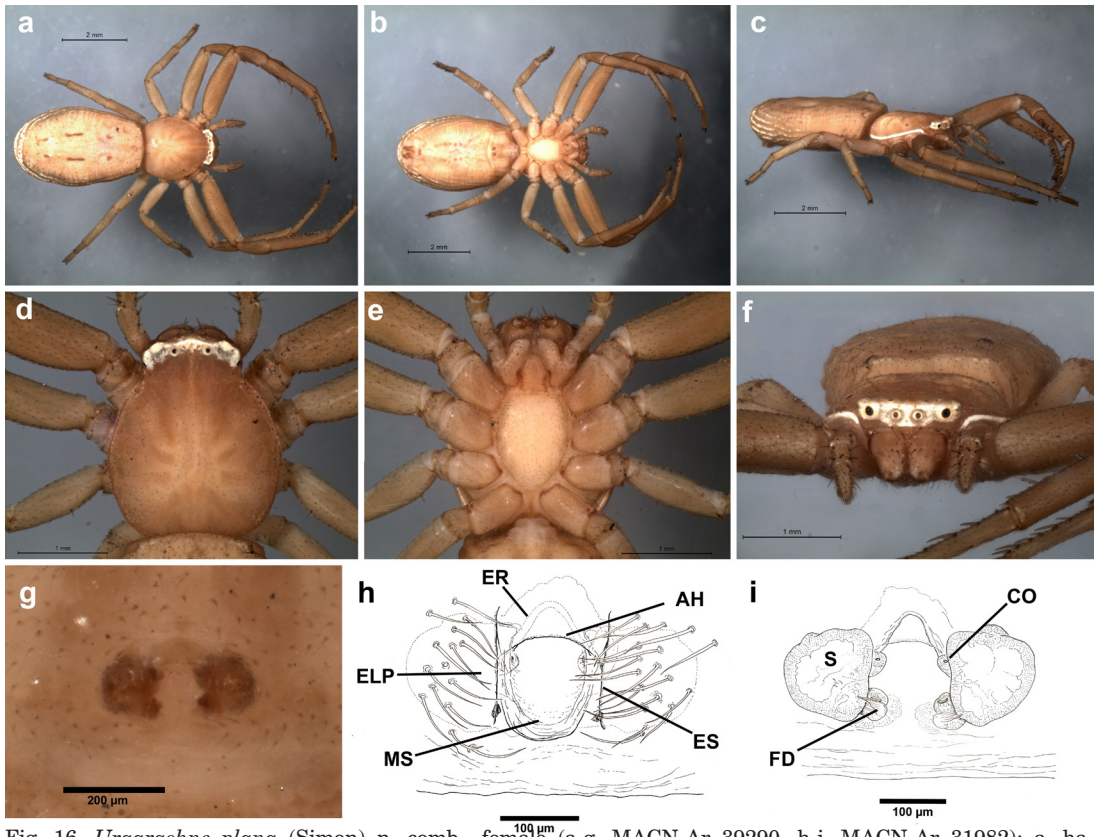 a
2 mm
b
2 mm
c
2 mm
d
1 mm
e
1 mm
f
1 mm
g
200 µm
h
ER
AH
ELP
MS
ES
100 µm
i
CO
S
FD
100 µm
Fig. 16. Uraarachne plana (Simon) n. comb., female (a-g, MACN-Ar 39290, h-i, MACN-Ar 31982): a, ha